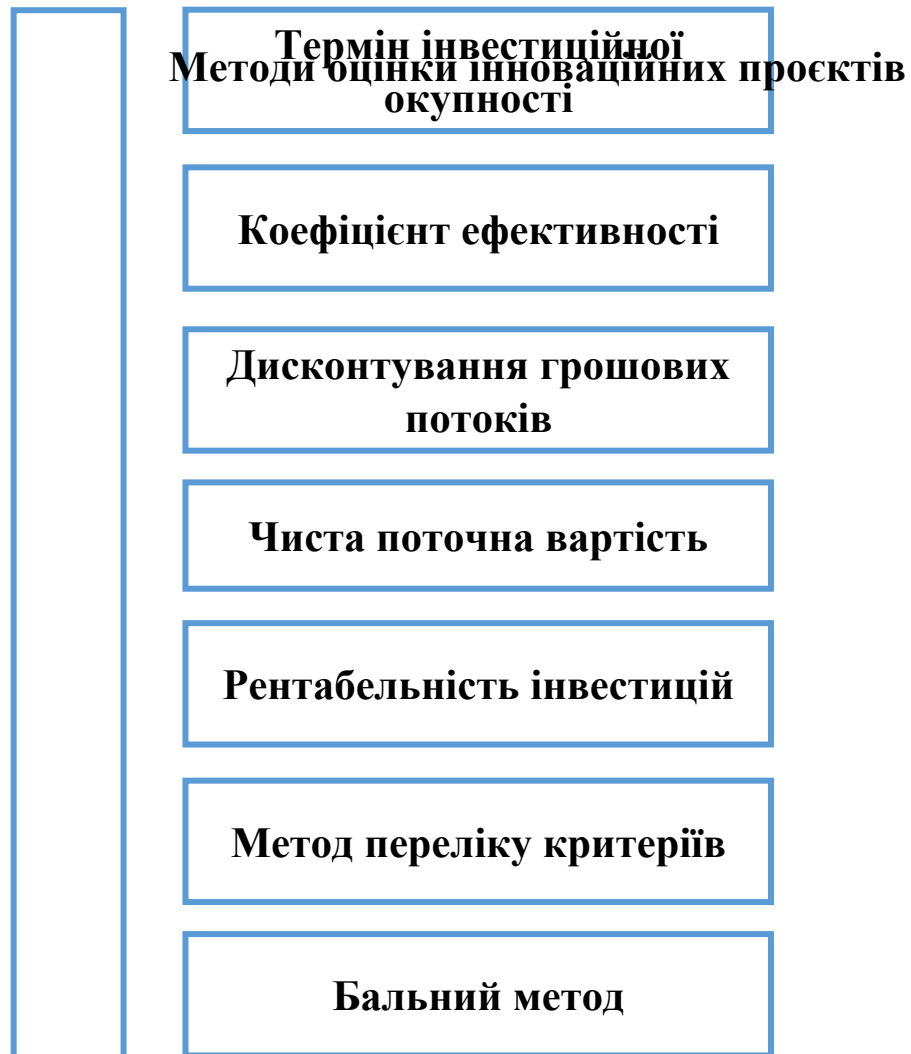 Термін інвестиційної
Методи оцінки інноваційних проєктів
окупності
Коефіцієнт ефективності
Дисконтування грошових
потоків
Чиста поточна вартість
Рентабельність інвестицій
Метод переліку критеріїв
Бальний метод